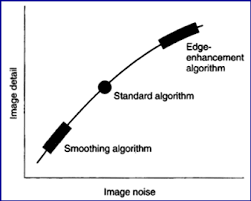 Image detail
Edge-
enhancement
algorithm
Standard algorithm
Smoothing algorithm
Image noise